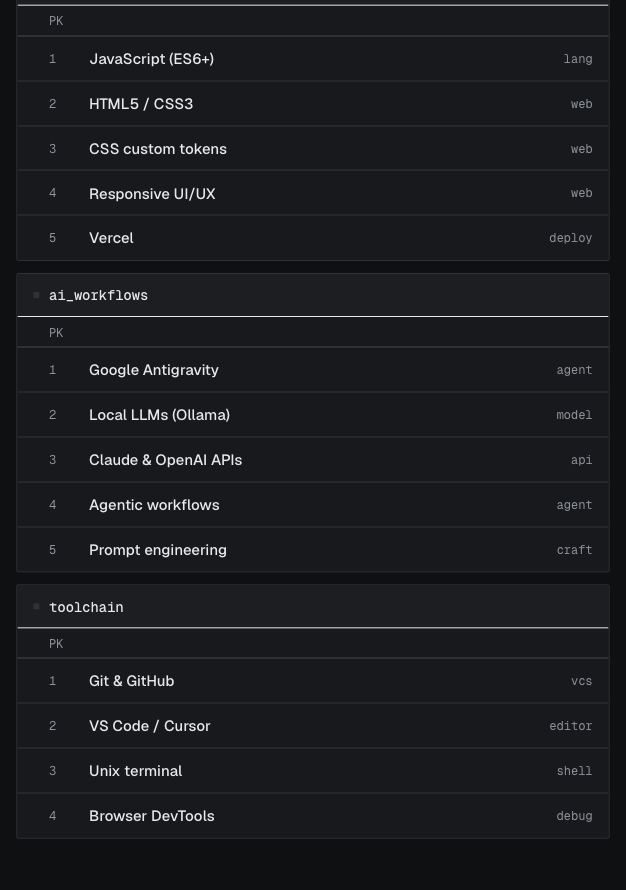 PK
1 JavaScript (ES6+) lang
2 HTML5 / CSS3 web
3 CSS custom tokens web
4 Responsive UI/UX web
5 Vercel deploy
ai_workflows
PK
1 Google Antigravity agent
2 Local LLMs (Ollama) model
3 Claude & OpenAI APIs api
4 Agentic workflows agent
5 Prompt engineering craft
toolchain
PK
1 Git & GitHub vcs
2 VS Code / Cursor editor
3 Unix terminal shell
4 Browser DevTools debug